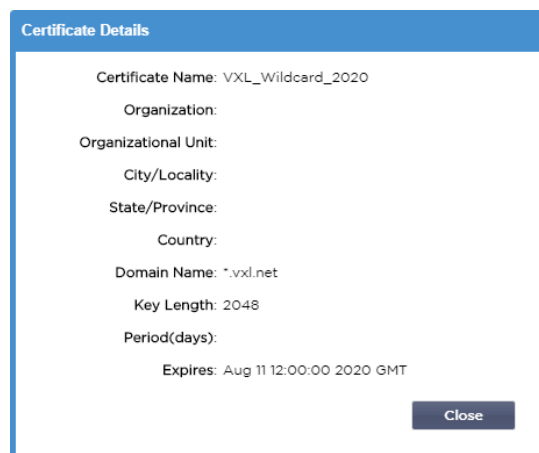 Certificate Details
Certificate Name: VXL_Wildcard_2020
Organization:
Organizational Unit:
City/Locality:
State/Province:
Country:
Domain Name: *.vxl.net
Key Length: 2048
Period(days):
Expires: Aug 11 12:00:00 2020 GMT
Close